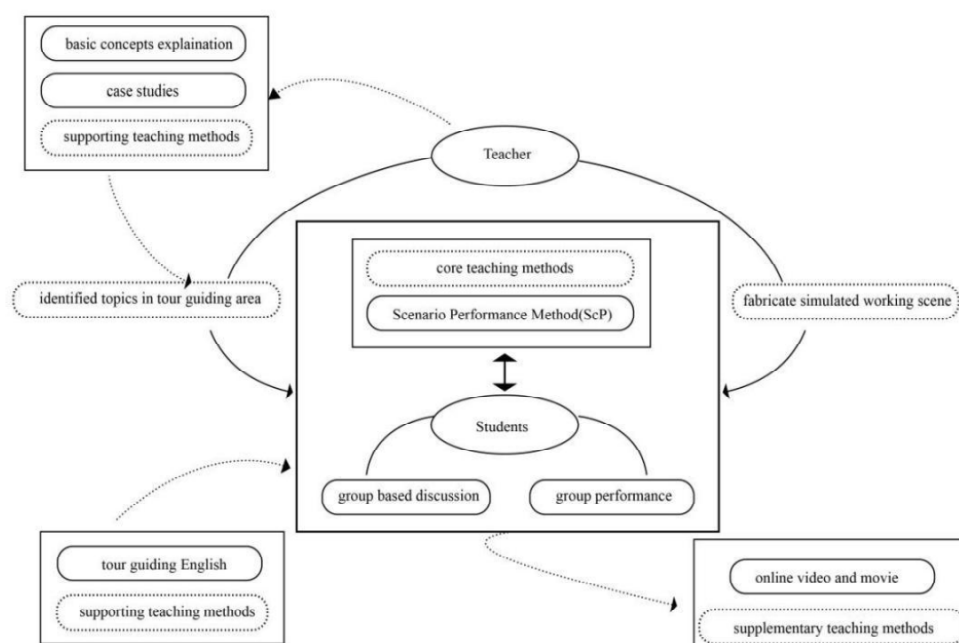 basic concepts explaination
case studies
supporting teaching methods
Teacher
identified topics in tour guiding area
core teaching methods
Scenario Performance Method(ScP)
fabricate simulated working scene
Students
group based discussion
group performance
tour guiding English
supporting teaching methods
online video and movie
supplementary teaching methods